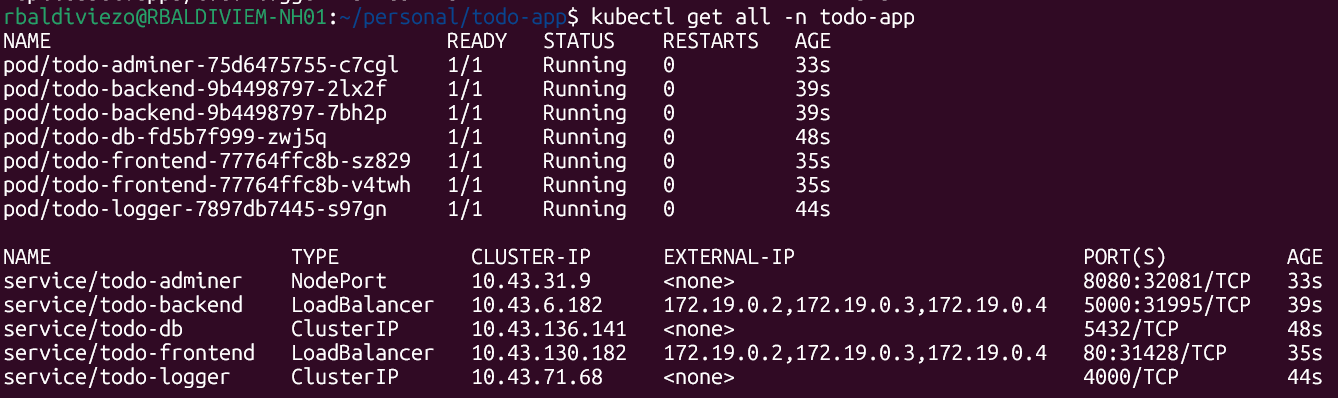 rbaldiviezo@RBALDIVIEM-NH01:~/personal/todo-app$ kubectl get all -n todo-app
NAME READY STATUS RESTARTS AGE
pod/todo-adminer-75d6475755-c7cgl 1/1 Running 0 33s
pod/todo-backend-9b4498797-2lx2f 1/1 Running 0 39s
pod/todo-backend-9b4498797-7bh2p 1/1 Running 0 39s
pod/todo-db-fd5b7f999-zwj5q 1/1 Running 0 48s
pod/todo-frontend-77764ffc8b-sz829 1/1 Running 0 35s
pod/todo-frontend-77764ffc8b-v4twh 1/1 Running 0 35s
pod/todo-logger-7897db7445-s97gn 1/1 Running 0 44s
NAME TYPE CLUSTER-IP EXTERNAL-IP PORT(S) AGE
service/todo-adminer NodePort 10.43.31.9 <none> 8080:32081/TCP 33s
service/todo-backend LoadBalancer 10.43.6.182 172.19.0.2,172.19.0.3,172.19.0.4 5000:31995/TCP 39s
service/todo-db ClusterIP 10.43.136.141 <none> 5432/TCP 48s
service/todo-frontend LoadBalancer 10.43.130.182 172.19.0.2,172.19.0.3,172.19.0.4 80:31428/TCP 35s
service/todo-logger ClusterIP 10.43.71.68 <none> 4000/TCP 44s